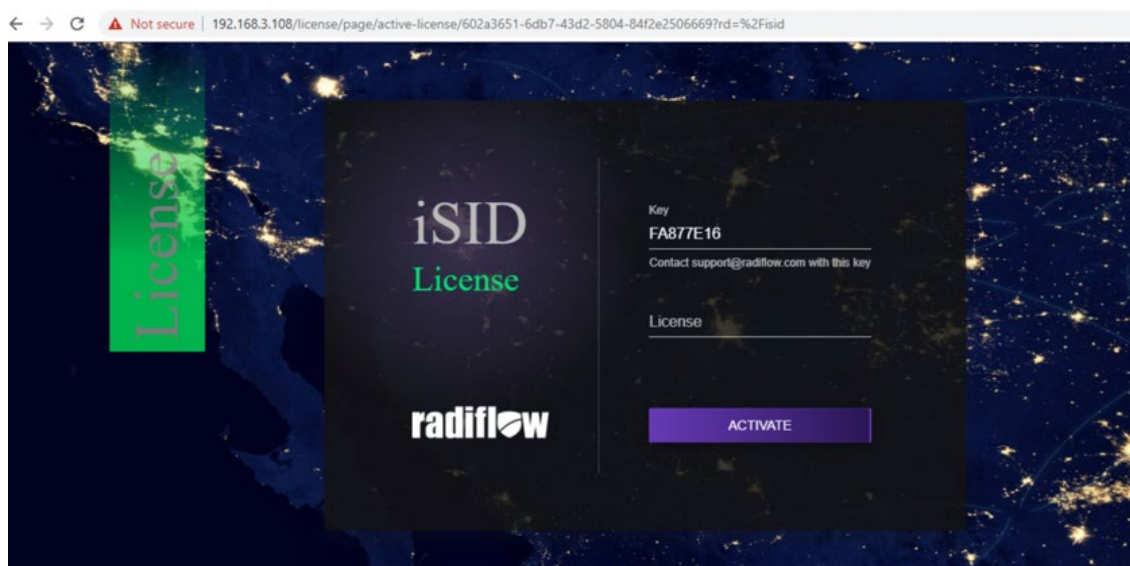 Not secure
192.168.3.108/license/page/active-license/602a3651-6db7-43d2-5804-84f2e2506669?rd=%2Fisid
License
iSID
License
radiflow
Key
FA877E16
Contact support@radiflow.com with this key
License
ACTIVATE